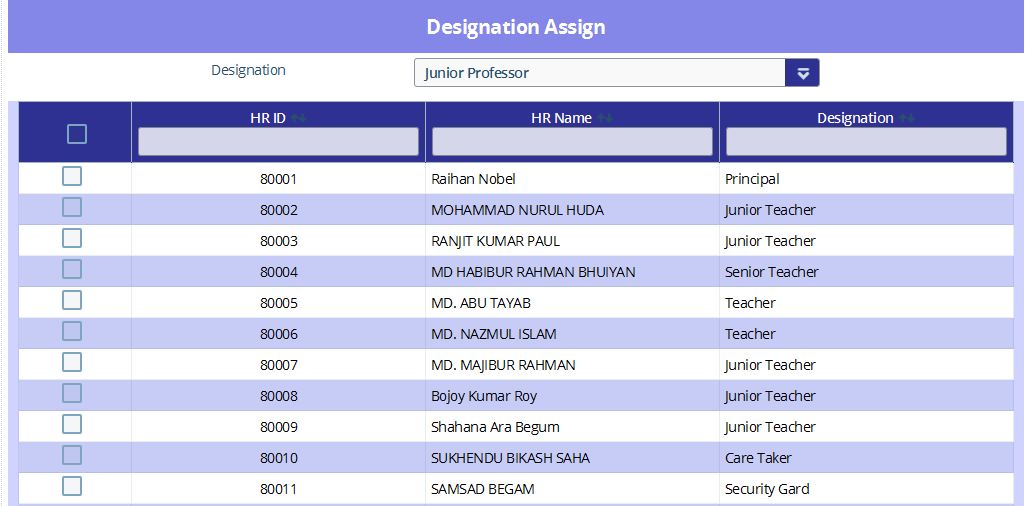 Designation Assign
Designation Junior Professor
HR ID HR Name Designation
80001 Raihan Nobel Principal
80002 MOHAMMAD NURUL HUDA Junior Teacher
80003 RANJIT KUMAR PAUL Junior Teacher
80004 MD HABIBUR RAHMAN BHUIYAN Senior Teacher
80005 MD. ABU TAYAB Teacher
80006 MD. NAZMUL ISLAM Teacher
80007 MD. MAJIBUR RAHMAN Junior Teacher
80008 Bojoy Kumar Roy Junior Teacher
80009 Shahana Ara Begum Junior Teacher
80010 SUKHENDU BIKASH SAHA Care Taker
80011 SAMSAD BEGAM Security Gard